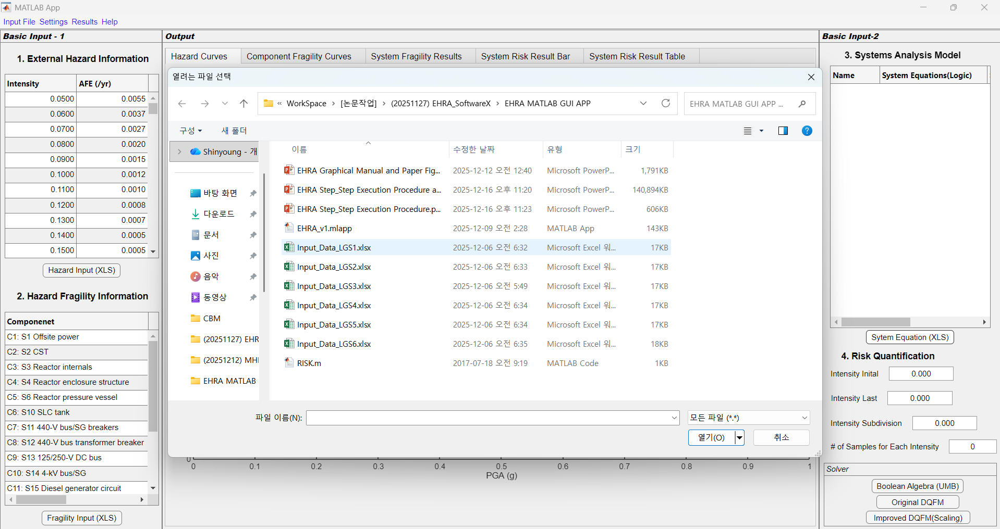 MATLAB App
Input File Settings Results Help
Basic Input - 1
1. External Hazard Information
Intensity AFE (/yr)
0.0500 0.0055
0.0600 0.0037
0.0700 0.0027
0.0800 0.0020
0.0900 0.0015
0.1000 0.0012
0.1100 0.0010
0.1200 0.0008
0.1300 0.0007
0.1400 0.0005
0.1500 0.0005
Hazard Input (XLS)
2. Hazard Fragility Information
Componenet
C1: S1 Offsite power
C2: S2 CST
C3: S3 Reactor internals
C4: S4 Reactor enclosure structure
C5: S6 Reactor pressure vessel
C6: S10 SLC tank
C7: S11 440-V bus/SG breakers
C8: S12 440-V bus transformer breaker
C9: S13 125/250-V DC bus
C10: S14 4-kV bus/SG
C11: S15 Diesel generator circuit
Fragility Input (XLS)
Output
Hazard Curves Component Fragility Curves System Fragility Results System Risk Result Bar System Risk Result Table
열려는 파일 선택
« WorkSpace > [논문작업] > (20251127) EHRA_SoftwareX > EHRA MATLAB GUI APP
EHRA MATLAB GUI APP ...
구성 새 폴더
Shinyoung - 개
바탕 화면
다운로드
문서
사진
음악
동영상
CBM
(20251127) EHR
(20251212) MHI
EHRA MATLAB
이름 수정한 날짜 유형 크기
EHRA Graphical Manual and Paper Fig... 2025-12-12 오전 12:40 Microsoft PowerP... 1,791KB
EHRA Step_Step Execution Procedure a... 2025-12-16 오후 11:20 Microsoft PowerP... 140,894KB
EHRA Step_Step Execution Procedure.p... 2025-12-16 오후 11:23 Microsoft PowerP... 606KB
EHRA_v1.mlapp 2025-12-09 오전 2:28 MATLAB App 143KB
Input_Data_LGS1.xlsx 2025-12-06 오전 6:32 Microsoft Excel 워... 17KB
Input_Data_LGS2.xlsx 2025-12-06 오전 6:33 Microsoft Excel 워... 17KB
Input_Data_LGS3.xlsx 2025-12-06 오전 5:49 Microsoft Excel 워... 17KB
Input_Data_LGS4.xlsx 2025-12-06 오전 6:34 Microsoft Excel 워... 17KB
Input_Data_LGS5.xlsx 2025-12-06 오전 6:34 Microsoft Excel 워... 17KB
Input_Data_LGS6.xlsx 2025-12-06 오전 6:35 Microsoft Excel 워... 18KB
RISK.m 2017-07-18 오전 9:19 MATLAB Code 1KB
파일 이름(N): 모든 파일 (*.*)
열기(O) 취소
0
0 0.1 0.2 0.3 0.4 0.5 0.6 0.7 0.8 0.9 1
PGA (g)
Basic Input-2
3. Systems Analysis Model
Name System Equations(Logic)
Sytem Equation (XLS)
4. Risk Quantification
Intensity Inital 0.000
Intensity Last 0.000
Intensity Subdivision 0.000
# of Samples for Each Intensity 0
Solver
Boolean Algebra (UMB)
Original DQFM
Improved DQFM(Scaling)